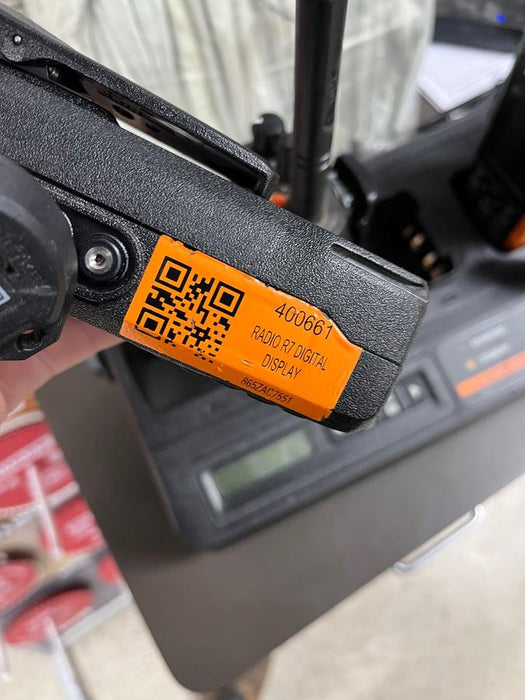 400661
RADIO R7 DIGITAL
DISPLAY
865ZAC7551